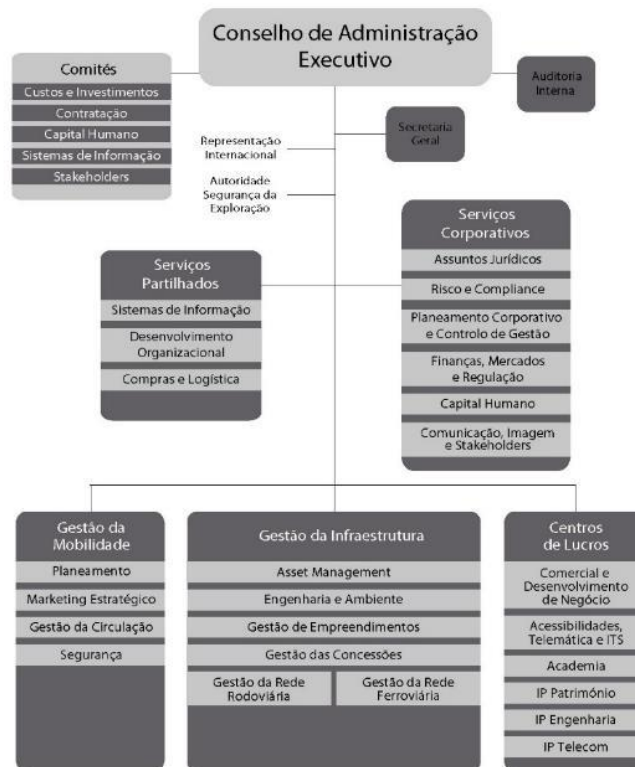 Conselho de Administração
Executivo
Comités
Custos e Investimentos
Contratação
Capital Humano
Sistemas de Informação
Stakeholders
Auditoria
Interna
Secretaria
Geral
Representação
Internacional
Autoridade
Segurança da
Exploração
Serviços
Partilhados
Sistemas de Informação
Desenvolvimento
Organizacional
Compras e Logística
Serviços
Corporativos
Assuntos Jurídicos
Risco e Compliance
Planeamento Corporativo
e Controlo de Gestão
Finanças, Mercados
e Regulação
Capital Humano
Comunicação, Imagem
e Stakeholders
Gestão da
Mobilidade
Planeamento
Marketing Estratégico
Gestão da Circulação
Segurança
Gestão da Infraestrutura
Asset Management
Engenharia e Ambiente
Gestão de Empreendimentos
Gestão das Concessões
Gestão da Rede
Rodoviária
Gestão da Rede
Ferroviária
Centros
de Lucros
Comercial e
Desenvolvimento
de Negócio
Acessibilidades,
Telemática e ITS
Academia
IP Património
IP Engenharia
IP Telecom